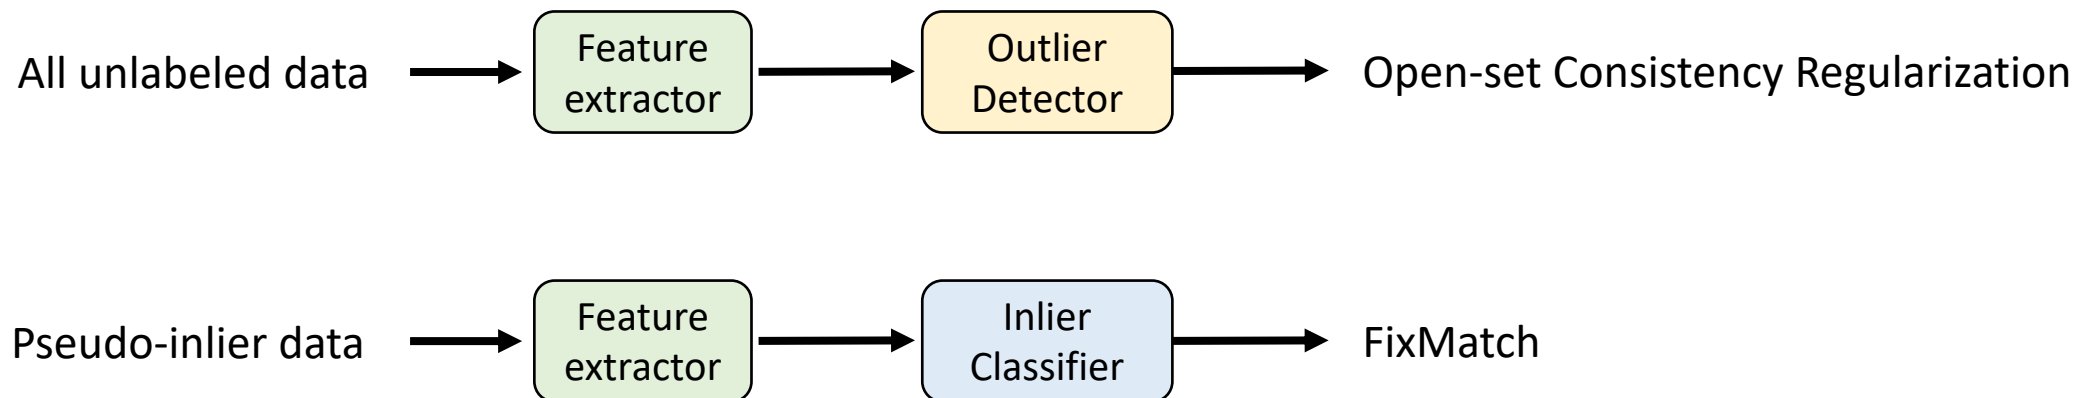 All unlabeled data
Feature
extractor
Outlier
Detector
Open-set Consistency Regularization
Pseudo-inlier data
Feature
extractor
Inlier
Classifier
FixMatch